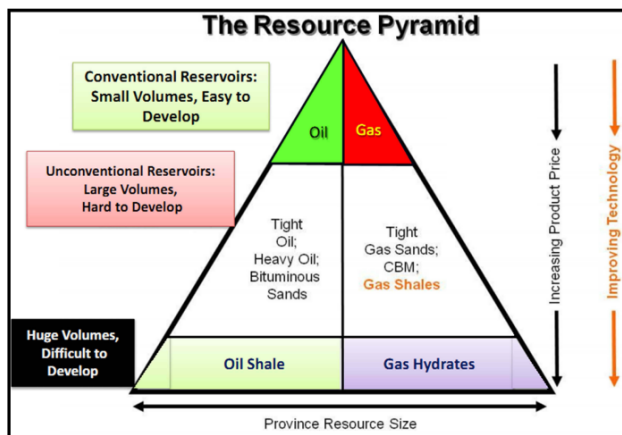 The Resource Pyramid
Conventional Reservoirs:
Small Volumes, Easy to
Develop
Oil
Gas
Unconventional Reservoirs:
Large Volumes,
Hard to Develop
Tight
Oil;
Heavy Oil;
Bituminous
Sands
Tight
Gas Sands;
CBM;
Gas Shales
Increasing Product Price
Improving Technology
Huge Volumes,
Difficult to
Develop
Oil Shale
Gas Hydrates
Province Resource Size